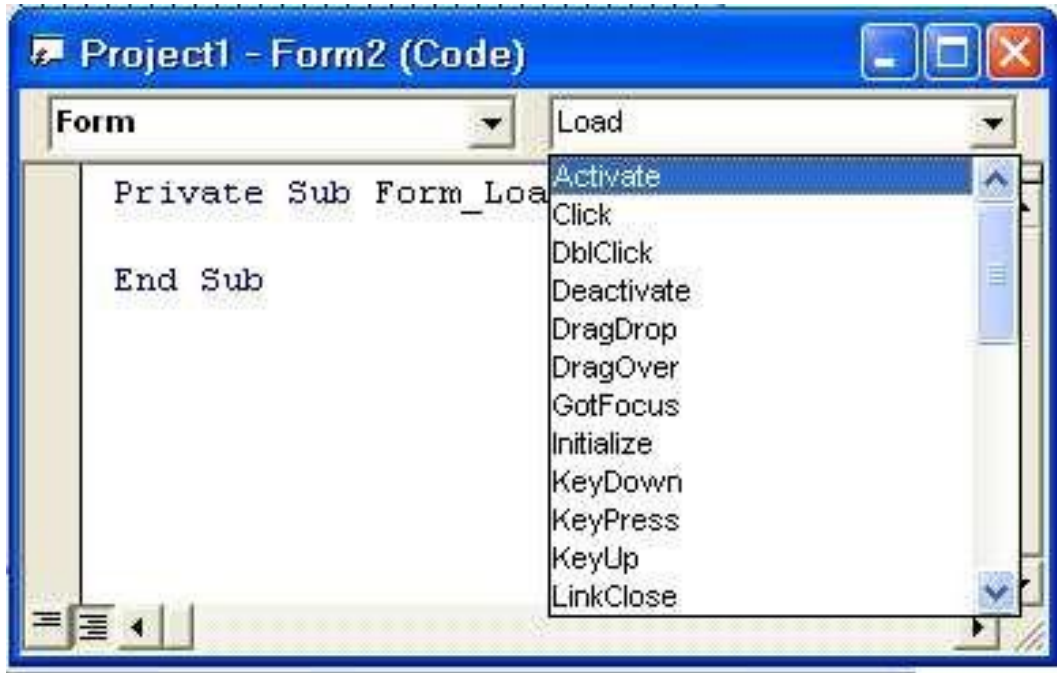 Project1 - Form2 (Code)
Form
Load
Private Sub Form_Loa
End Sub
Activate
Click
DblClick
Deactivate
DragDrop
DragOver
GotFocus
Initialize
KeyDown
KeyPress
KeyUp
LinkClose